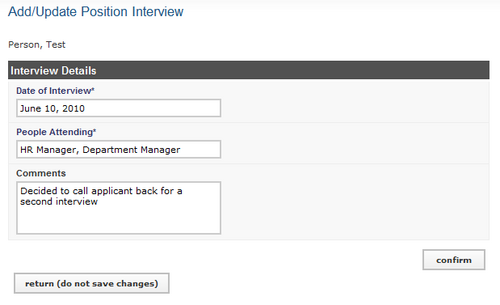 Add/Update Position Interview
Person, Test
Interview Details
Date of Interview*
June 10, 2010
People Attending*
HR Manager, Department Manager
Comments
Decided to call applicant back for a
second interview
confirm
return (do not save changes)